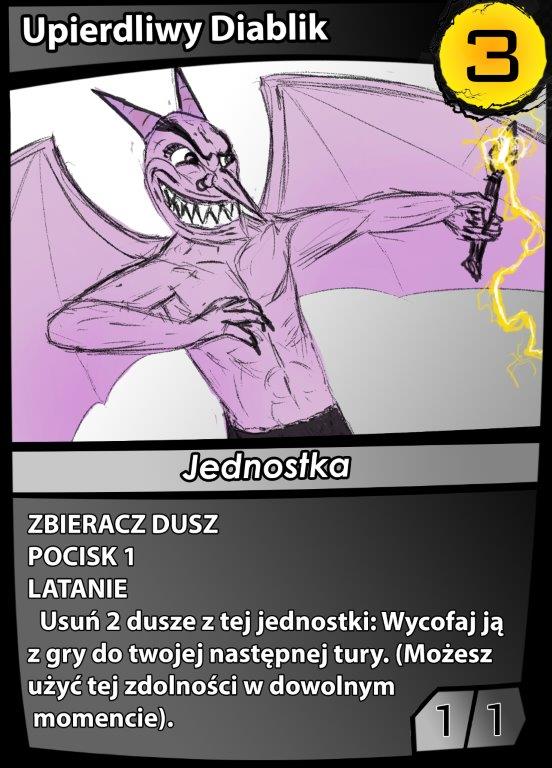 Upierdliwy Diablik
3
Jednostka
ZBIERACZ DUSZ
POCISK 1
LATANIE
Usuń 2 dusze z tej jednostki: Wycofaj ją
z gry do twojej następnej tury. (Możesz
użyć tej zdolności w dowolnym
momencie).
1/1